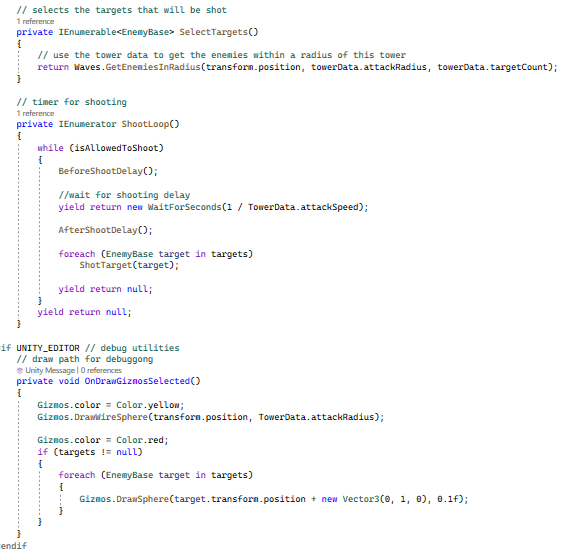 // selects the targets that will be shot
1 reference
private IEnumerable<EnemyBase> SelectTargets()
{
// use the tower data to get the enemies within a radius of this tower
return Waves.GetEnemiesInRadius(transform.position, towerData.attackRadius, towerData.targetCount);
}
// timer for shooting
1 reference
private IEnumerator ShootLoop()
{
while (isAllowedToShoot)
{
BeforeShootDelay();
//wait for shooting delay
yield return new WaitForSeconds(1 / TowerData.attackSpeed);
AfterShootDelay();
foreach (EnemyBase target in targets)
ShotTarget(target);
yield return null;
}
yield return null;
}
if UNITY_EDITOR // debug utilities
// draw path for debuggong
Unity Message | 0 references
private void OnDrawGizmosSelected()
{
Gizmos.color = Color.yellow;
Gizmos.DrawWireSphere(transform.position, TowerData.attackRadius);
Gizmos.color = Color.red;
if (targets != null)
{
foreach (EnemyBase target in targets)
{
Gizmos.DrawSphere(target.transform.position + new Vector3(0, 1, 0), 0.1f);
}
}
}
endif